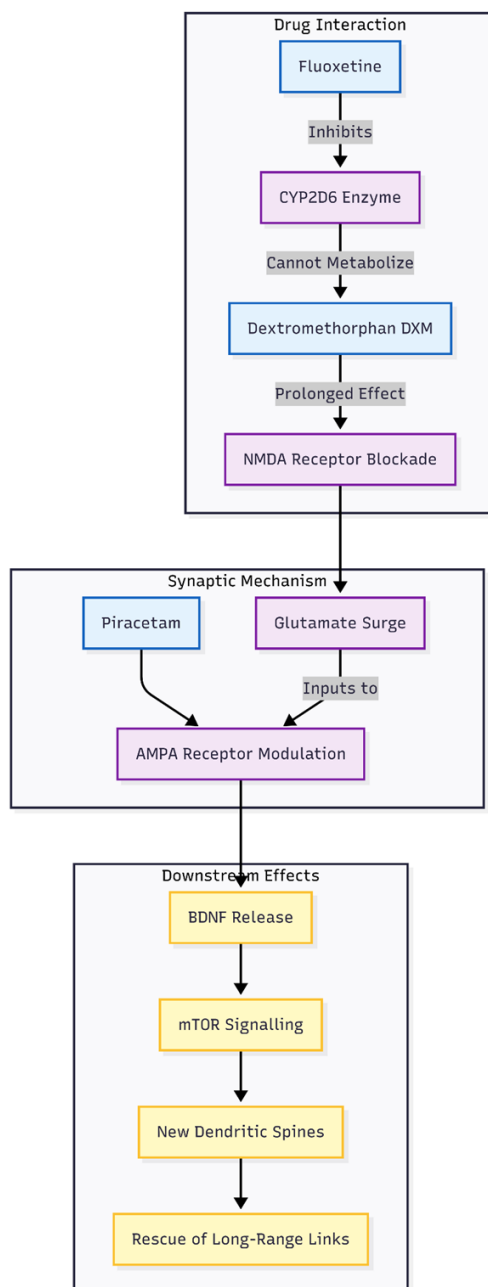 Drug Interaction
Fluoxetine
Inhibits
CYP2D6 Enzyme
Cannot Metabolize
Dextromethorphan DXM
Prolonged Effect
NMDA Receptor Blockade
Synaptic Mechanism
Piracetam
Glutamate Surge
Inputs to
AMPA Receptor Modulation
Downstream Effects
BDNF Release
mTOR Signalling
New Dendritic Spines
Rescue of Long-Range Links